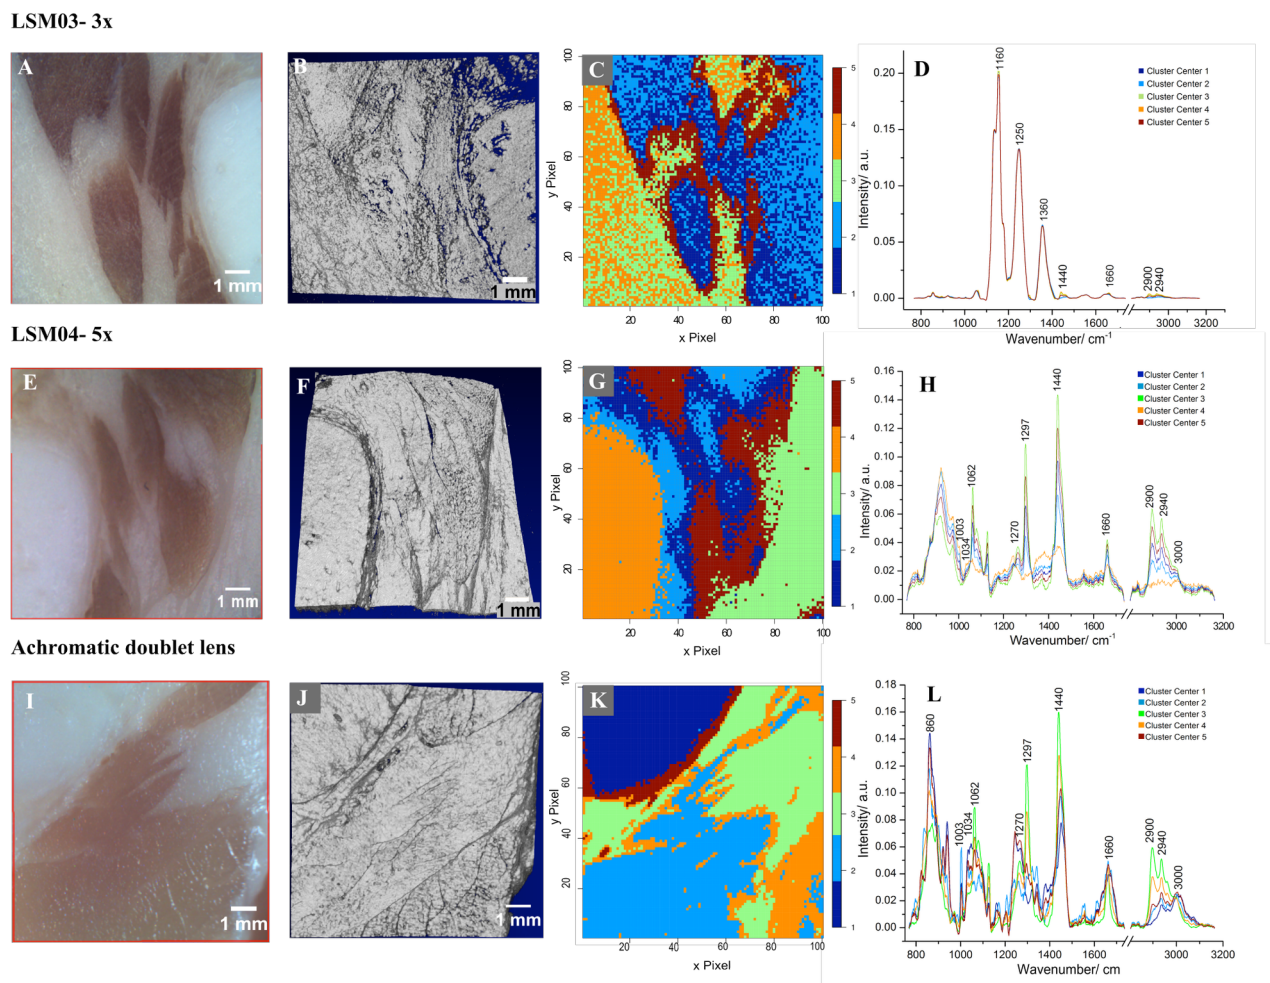 LSM03- 3x
A
1 mm
B
1 mm
C
y Pixel
100
80
60
40
20
20
40
60
80
100
x Pixel
5
4
3
2
1
D
Intensity/ a.u.
0.20
0.15
0.10
0.05
0.00
1160
1250
1360
1440
1660
2900
2940
Cluster Center 1
Cluster Center 2
Cluster Center 3
Cluster Center 4
Cluster Center 5
800
1000
1200
1400
1600
3000
3200
Wavenumber/ cm-1
LSM04- 5x
E
1 mm
F
1 mm
G
y Pixel
100
80
60
40
20
20
40
60
80
100
x Pixel
5
4
3
2
1
H
Intensity/ a.u.
0.16
0.14
0.12
0.10
0.08
0.06
0.04
0.02
0.00
1003
1034
1062
1270
1297
1440
1660
2900
2940
3000
Cluster Center 1
Cluster Center 2
Cluster Center 3
Cluster Center 4
Cluster Center 5
800
1000
1200
1400
1600
3000
3200
Wavenumber/ cm-1
Achromatic doublet lens
I
1 mm
J
1 mm
K
y Pixel
100
80
60
40
20
20
40
60
80
100
x Pixel
5
4
3
2
1
L
Intensity/ a.u.
0.18
0.16
0.14
0.12
0.10
0.08
0.06
0.04
0.02
0.00
860
1003
1034
1062
1270
1297
1440
1660
2900
2940
3000
Cluster Center 1
Cluster Center 2
Cluster Center 3
Cluster Center 4
Cluster Center 5
800
1000
1200
1400
1600
3000
3200
Wavenumber/ cm